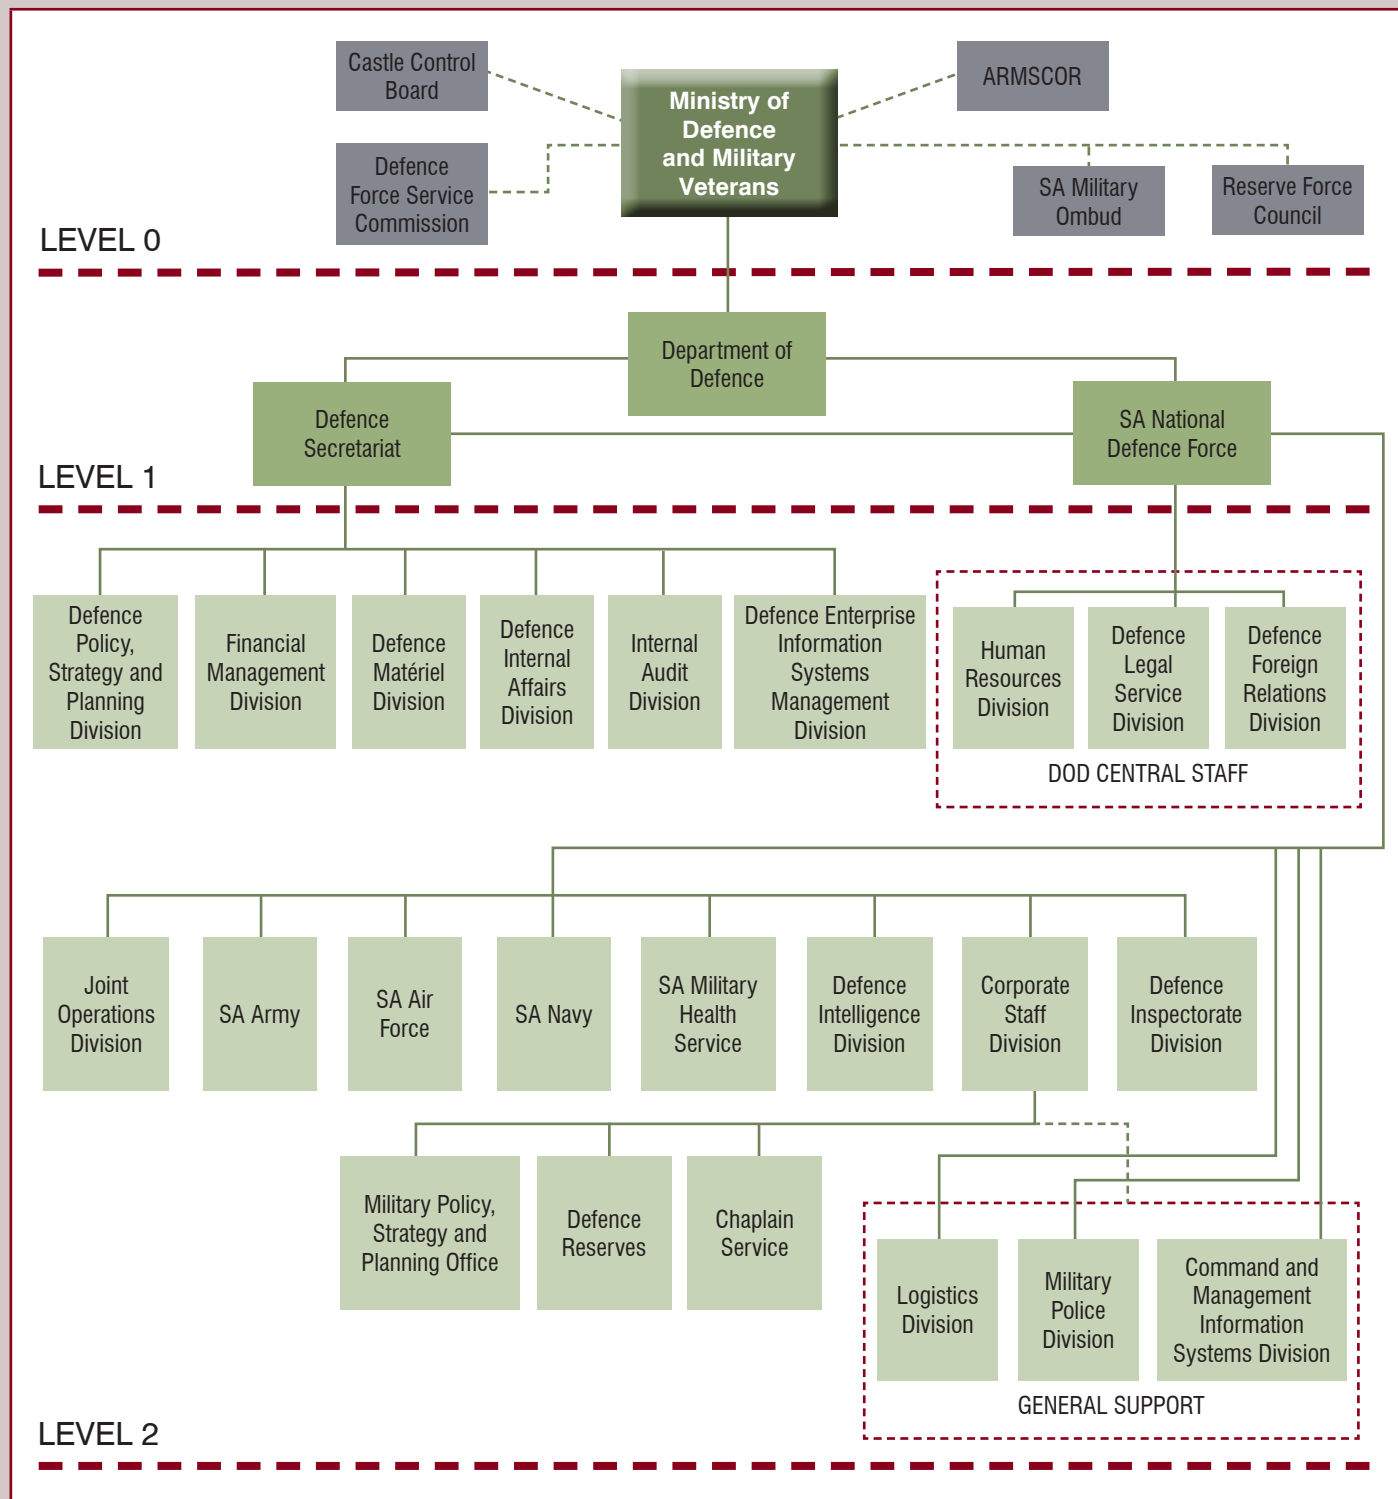 Castle Control
Board
Ministry of
Defence
and Military
Veterans
ARMSCOR
Defence
Force Service
Commission
SA Military
Ombud
Reserve Force
Council
LEVEL 0
Department of
Defence
Defence
Secretariat
SA National
Defence Force
LEVEL 1
Defence
Policy,
Strategy and
Planning
Division
Financial
Management
Division
Defence
Matériel
Division
Defence
Internal
Affairs
Division
Internal
Audit
Division
Defence Enterprise
Information
Systems
Management
Division
Human
Resources
Division
Defence
Legal
Service
Division
Defence
Foreign
Relations
Division
DOD CENTRAL STAFF
Joint
Operations
Division
SA Army
SA Air
Force
SA Navy
SA Military
Health
Service
Defence
Intelligence
Division
Corporate
Staff
Division
Defence
Inspectorate
Division
Military Policy,
Strategy and
Planning Office
Defence
Reserves
Chaplain
Service
Logistics
Division
Military
Police
Division
Command and
Management
Information
Systems Division
GENERAL SUPPORT
LEVEL 2